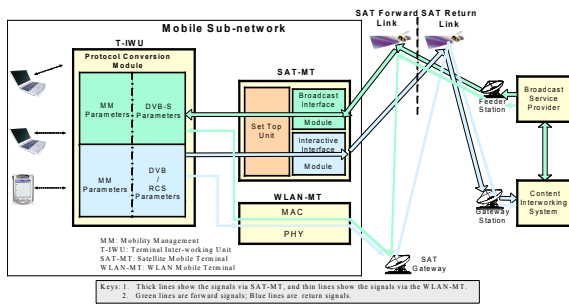 Mobile Sub-network
SAT Forward
Link
SAT Return
Link
T-IWU
Protocol Conversion
Module
MM
Parameters
DVB-S
Parameters
MM
Parameters
DVB
/
RCS
Parameters
SAT-MT
Set Top
Unit
Broadcast
Interface
Module
Interactive
Interface
Module
WLAN-MT
MAC
PHY
Feeder
Station
Broadcast
Service
Provider
Gateway
Station
Content
Interworking
System
SAT
Gateway
MM: Mobility Management
T-IWU: Terminal Inter-working Unit
SAT-MT: Satellite Mobile Terminal
WLAN-MT: WLAN Mobile Terminal
Keys: 1. Thick lines show the signals via SAT-MT, and thin lines show the signals via the WLAN-MT.
2. Green lines are forward signals; Blue lines are return signals.